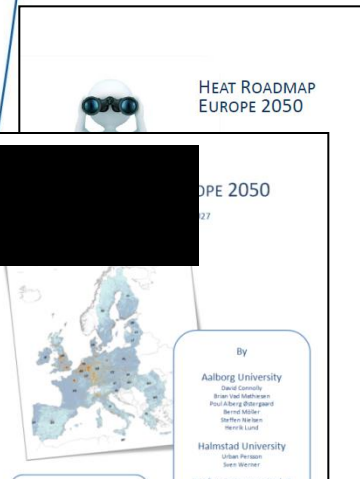 HEAT ROADMAP
EUROPE 2050
OPE 2050
027
By
Aalborg University
David Connolly
Brian Vad Mathiesen
Poul Alberg Østergaard
Bernd Möller
Steffen Nielsen
Henrik Lund
Halmstad University
Urban Persson
Sven Werner